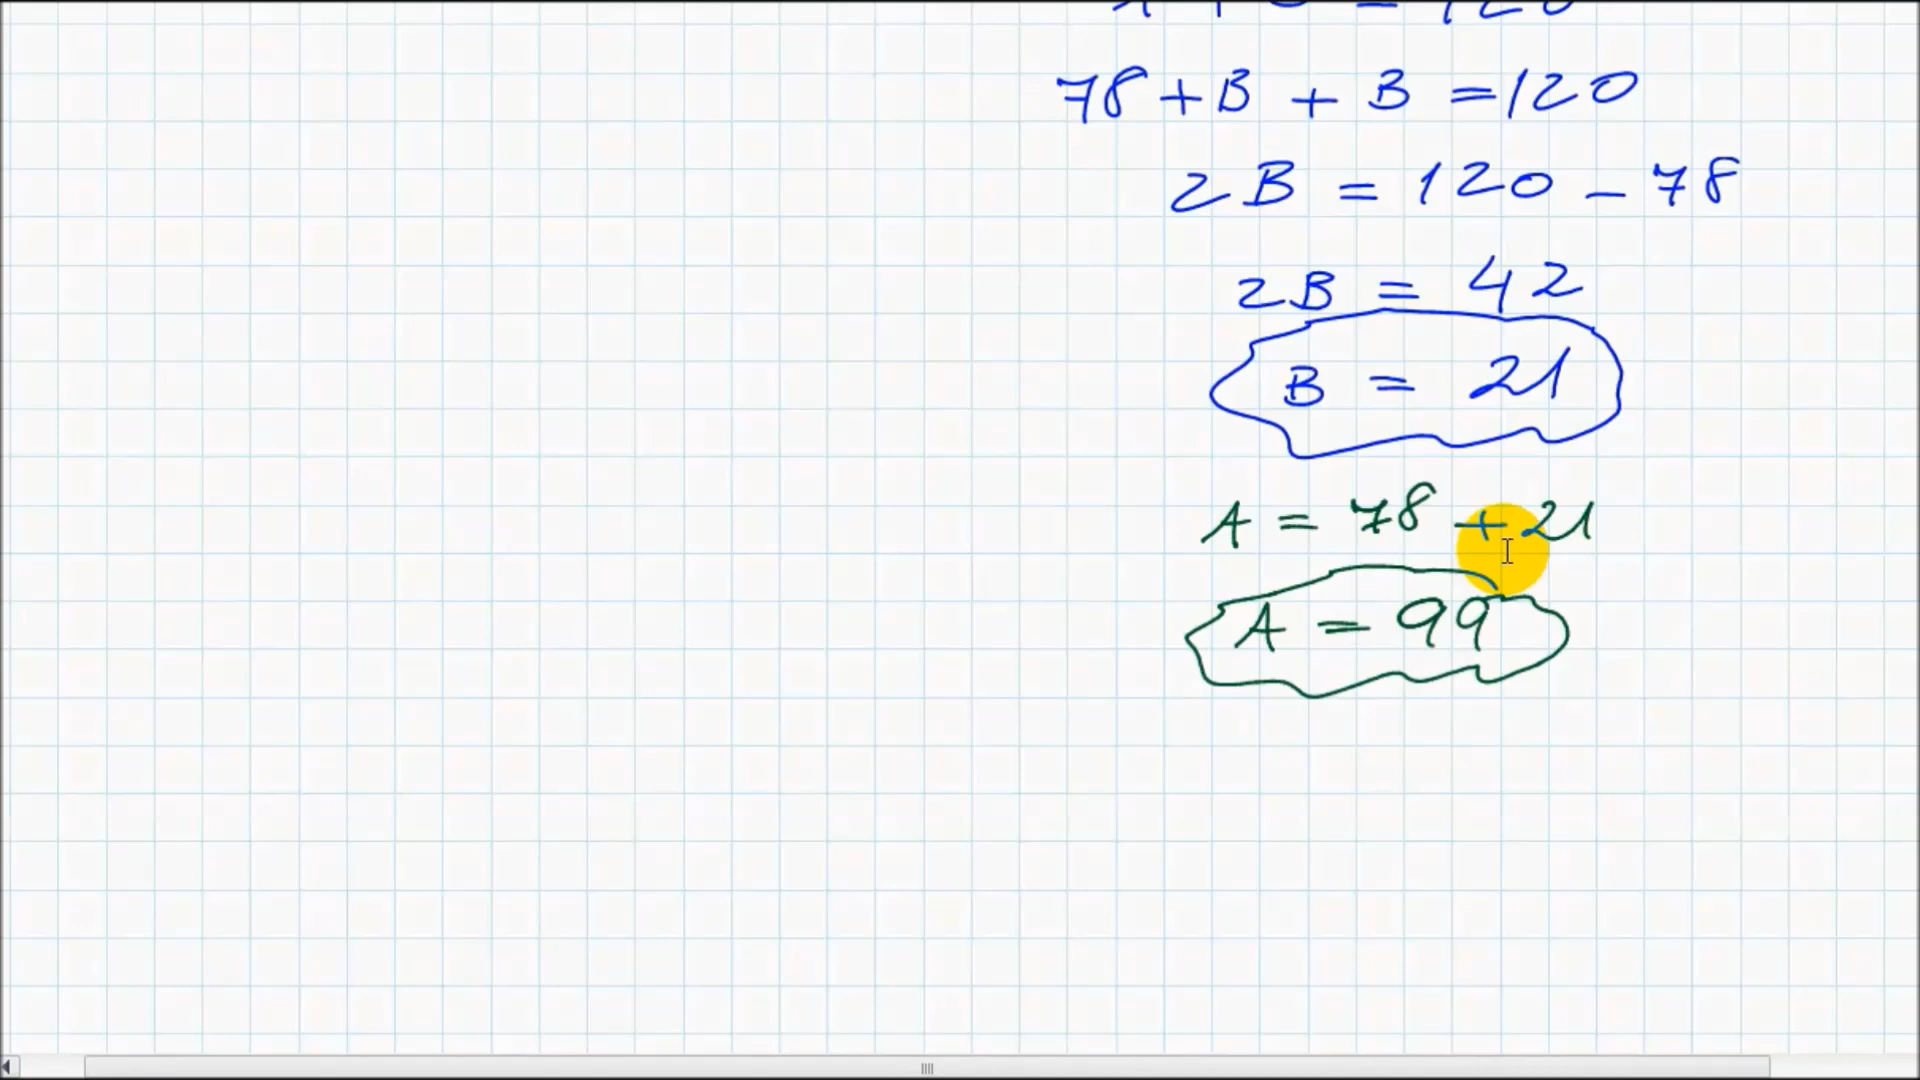 78 + B + B = 120
2B = 120 - 78
2B = 42
B = 21
A = 78 + 21
A = 99